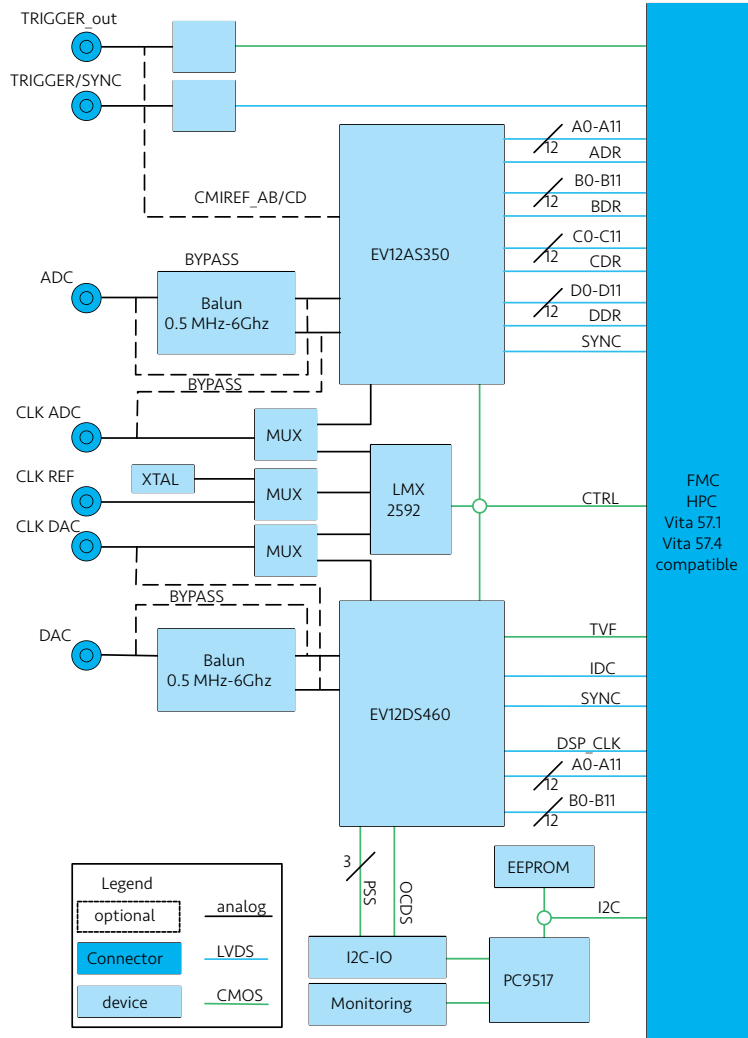 TRIGGER_out
TRIGGER/SYNC
A0-A11
12
ADR
B0-B11
12
BDR
CMIREF_AB/CD
C0-C11
12
CDR
EV12AS350
BYPASS
ADC
Balun
0.5 MHz-6Ghz
D0-D11
12
DDR
SYNC
BYPASS
CLK ADC
MUX
CLK REF
XTAL
MUX
LMX
2592
CTRL
FMC
HPC
Vita 57.1
Vita 57.4
compatible
CLK DAC
MUX
BYPASS
DAC
Balun
0.5 MHz-6Ghz
EV12DS460
TVF
IDC
SYNC
DSP_CLK
A0-A11
12
B0-B11
12
3
PSS
OCDS
EEPROM
I2C
I2C-IO
PC9517
Monitoring
Legend
optional
analog
Connector
LVDS
device
CMOS